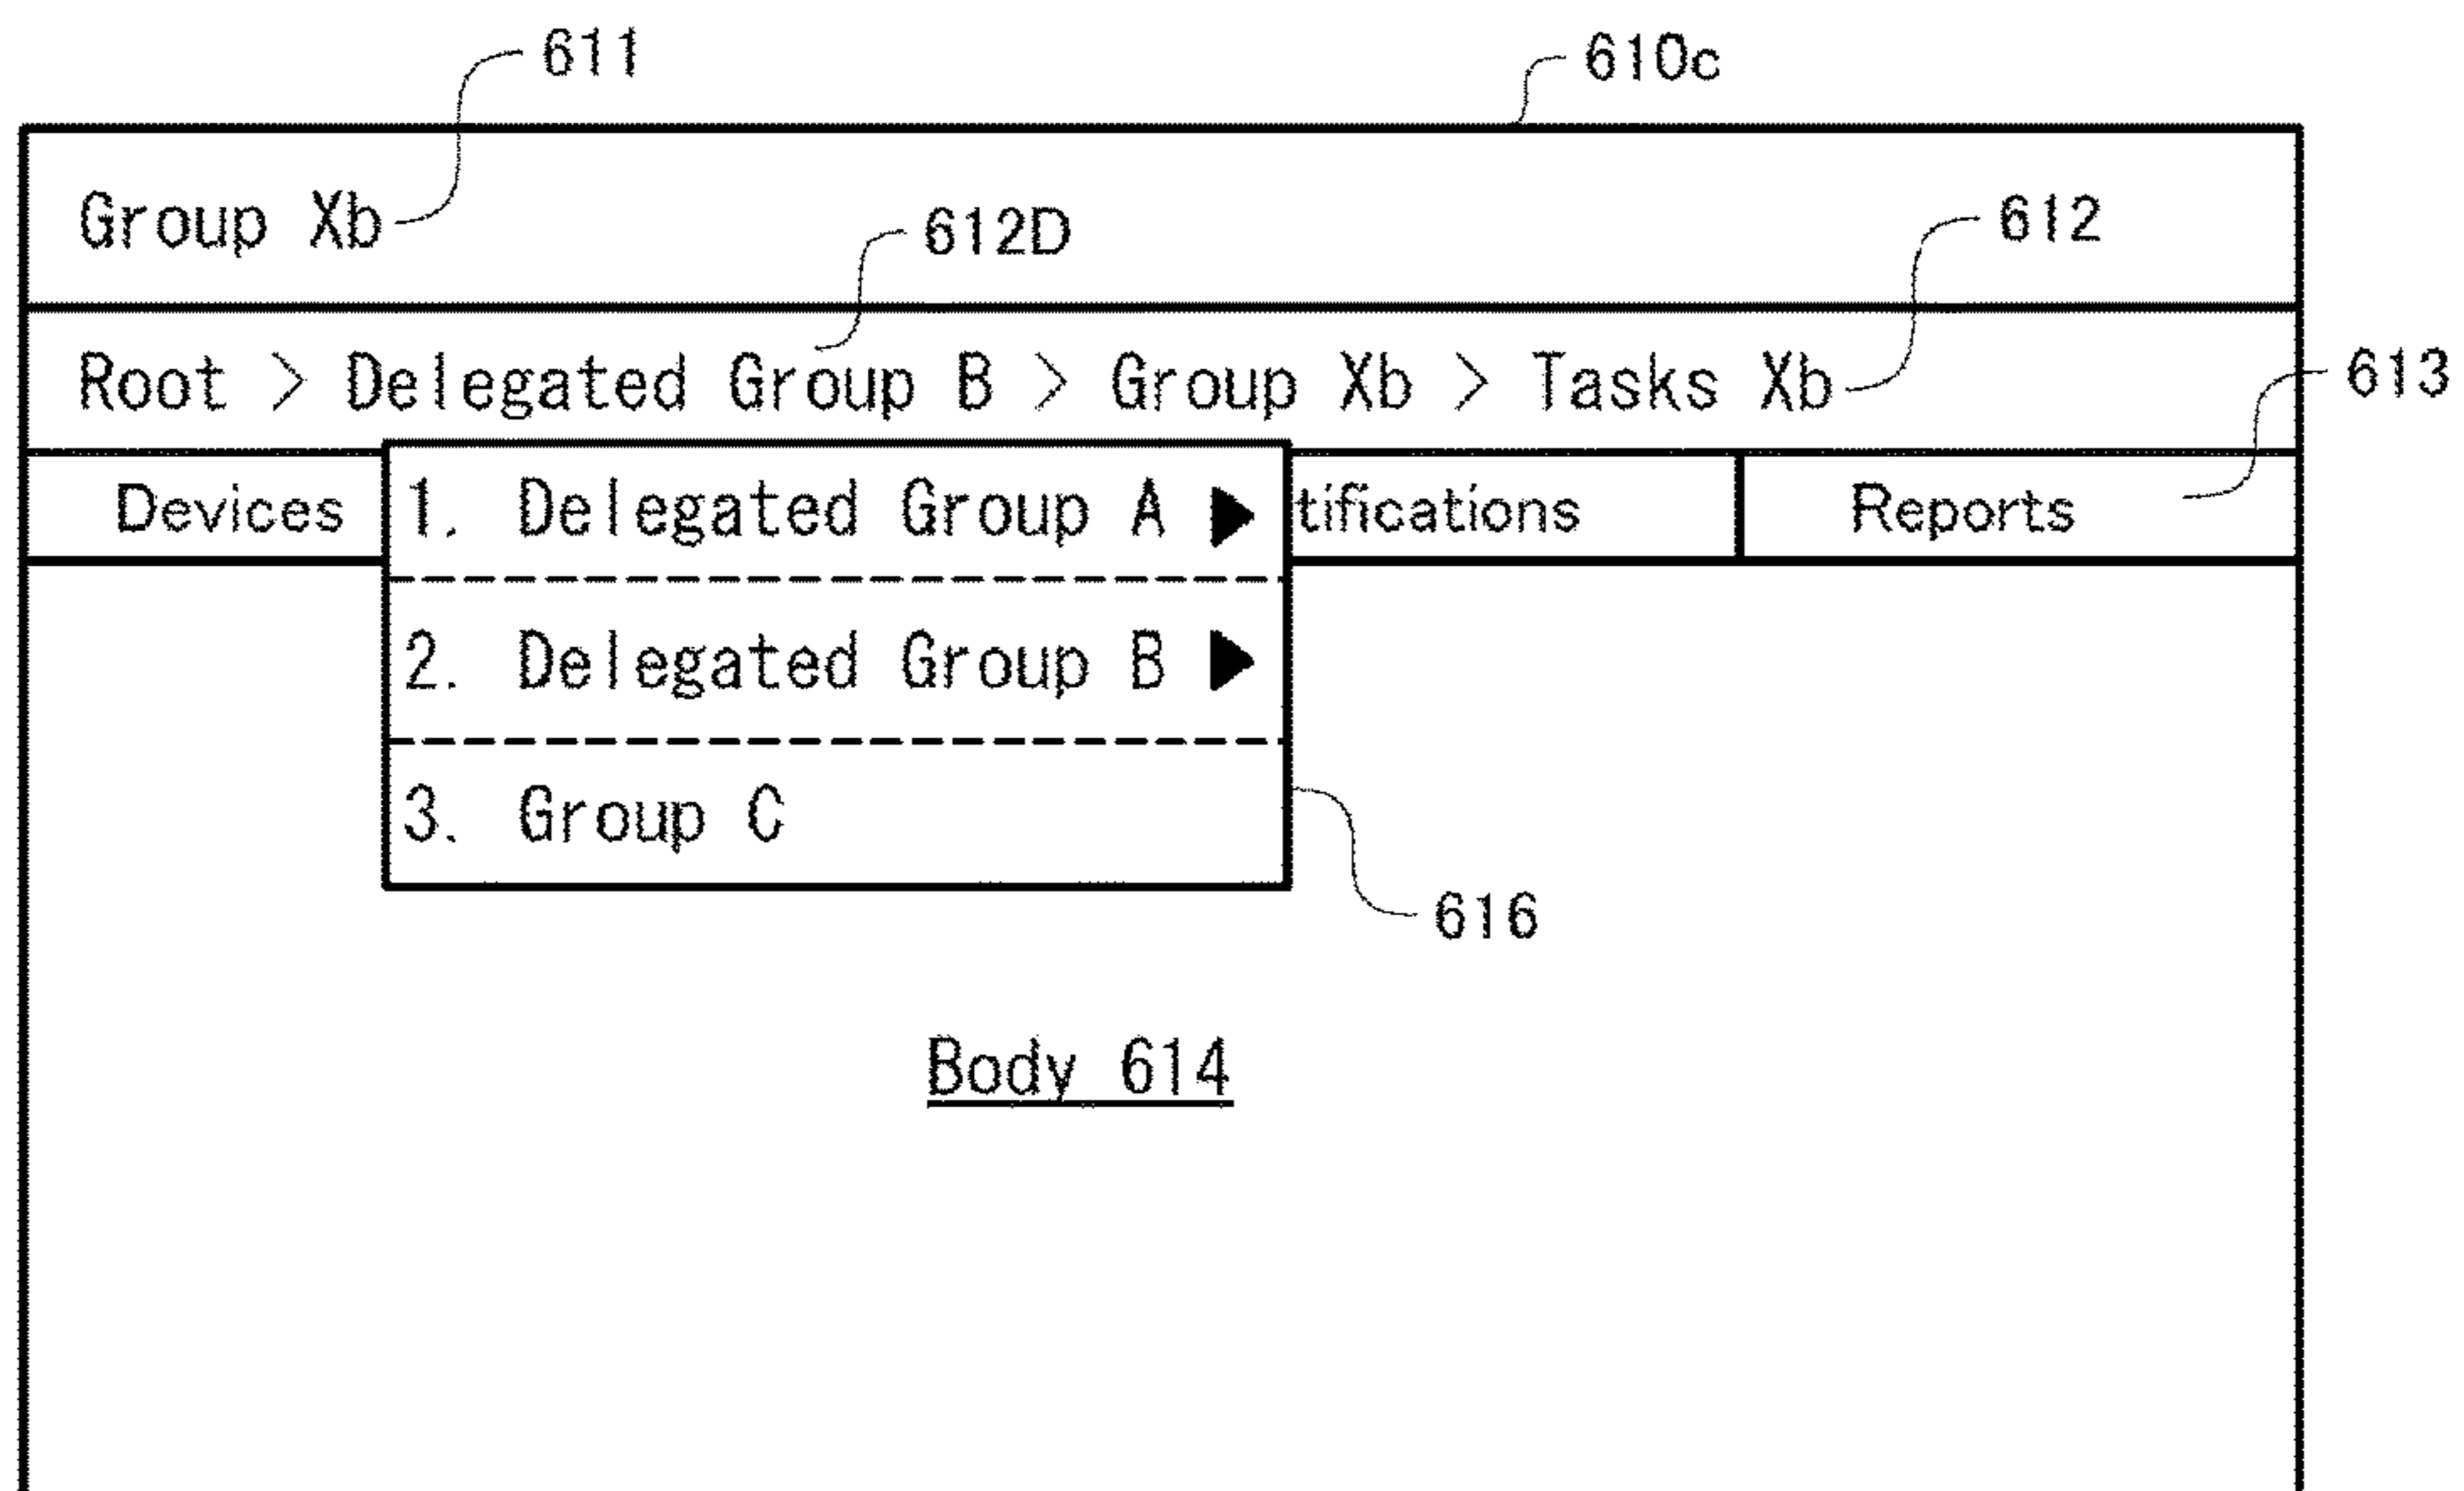 611
610c
Group Xb
612D
612
Root > Delegated Group B > Group Xb > Tasks Xb
613
Devices
tifications
Reports
1. Delegated Group A ▶
2. Delegated Group B ▶
3. Group C
616
Body 614